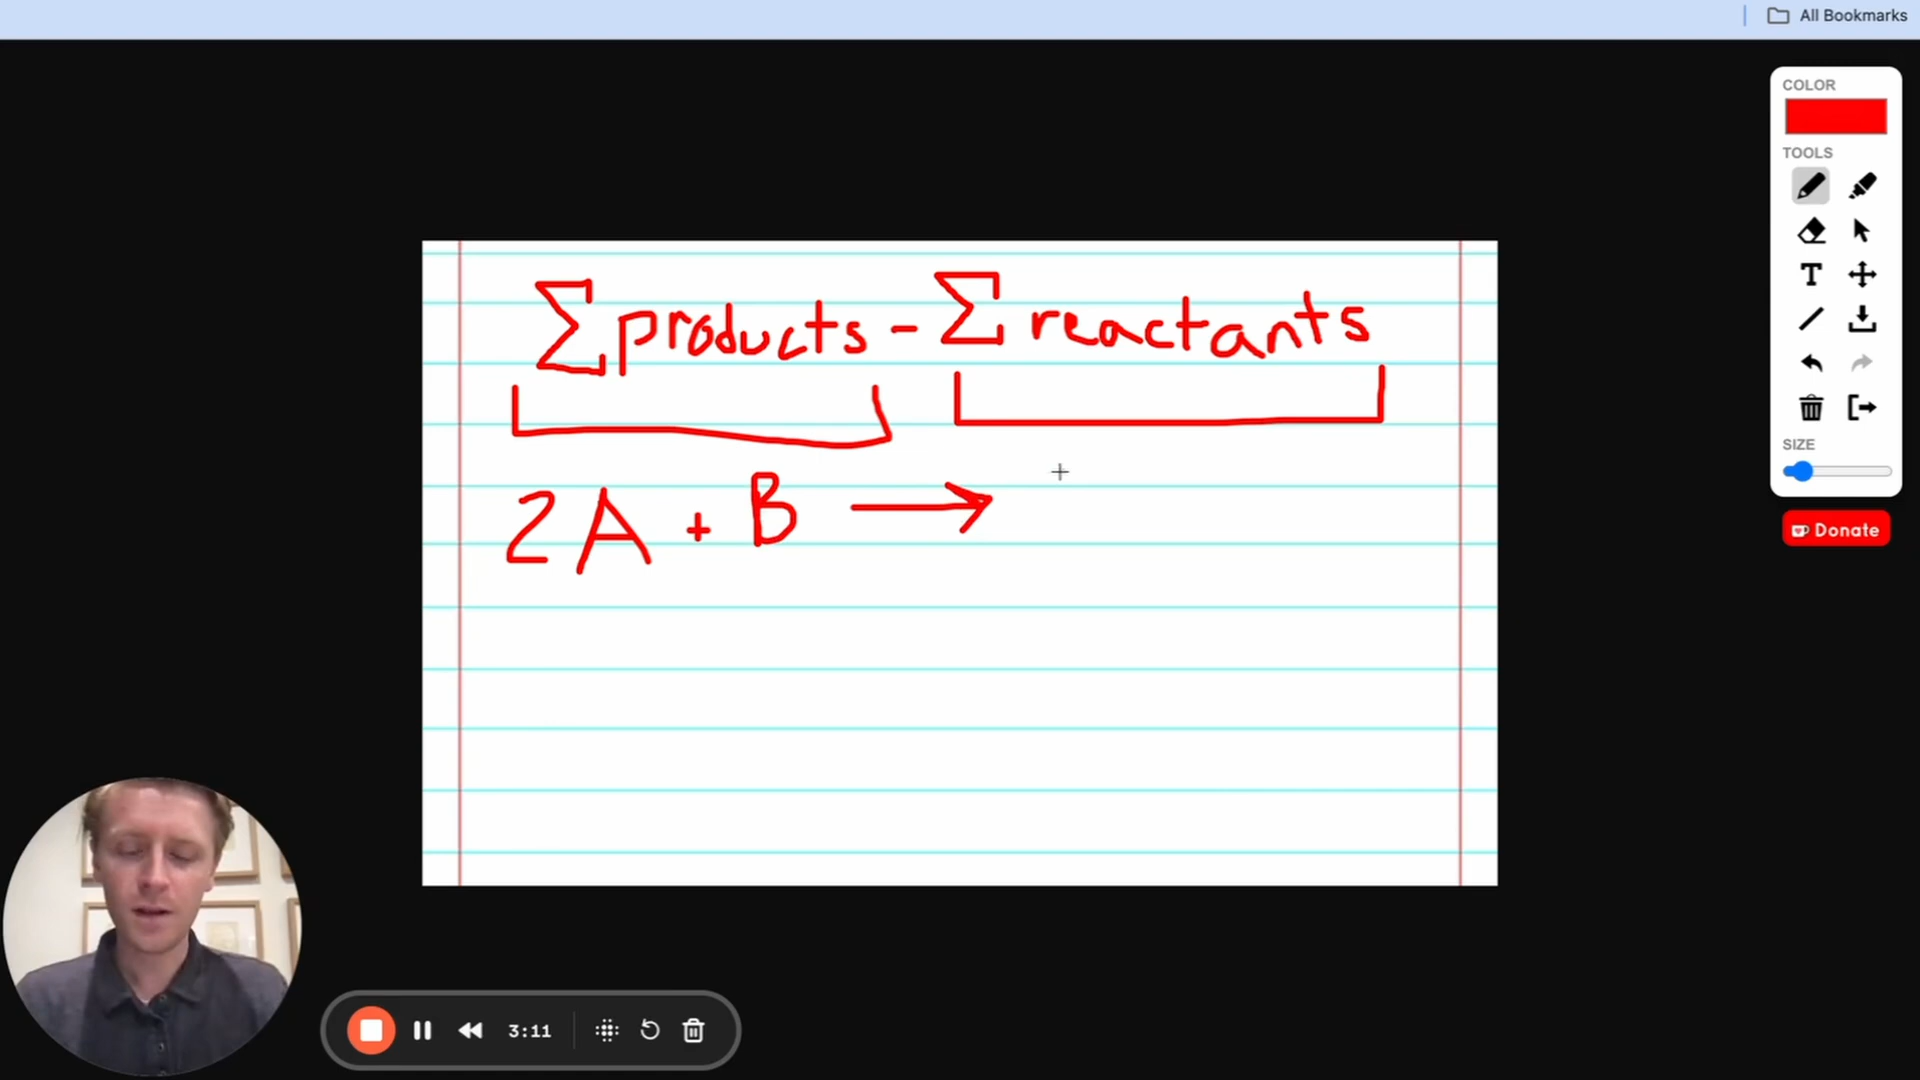 All Bookmarks
COLOR
TOOLS
T
SIZE
Donate
Σ products - Σ reactants
2A + B →
3:11